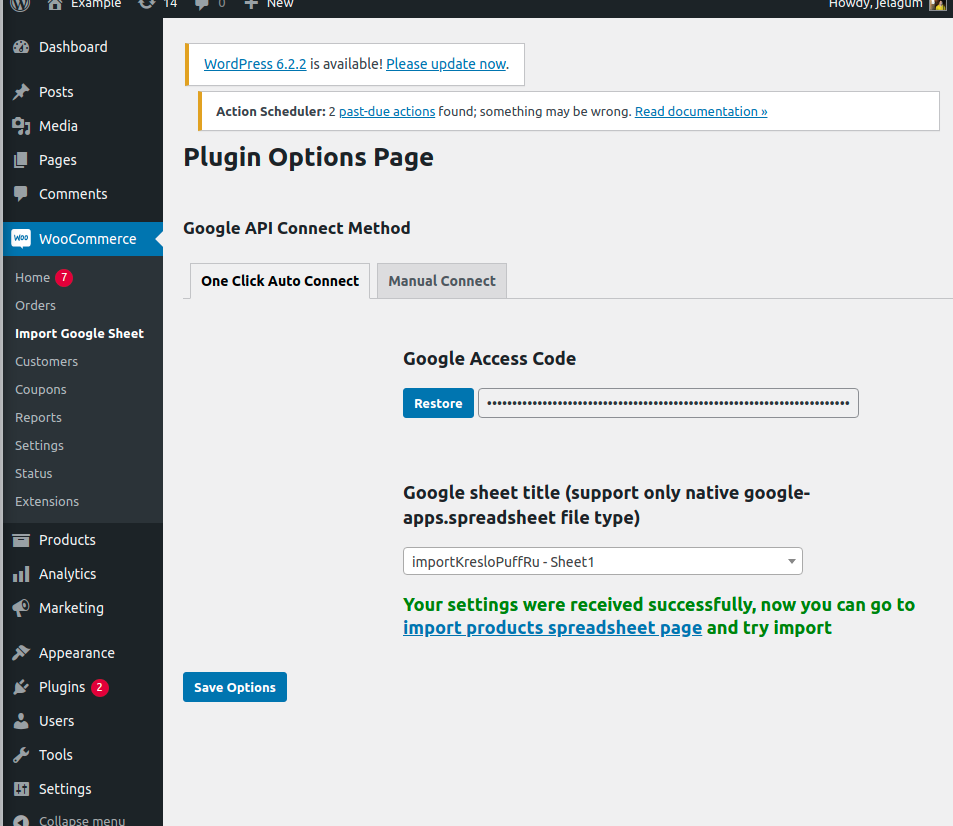 Example 14 0 New Howdy, jelagum
Dashboard
Posts
Media
Pages
Comments
WooCommerce
Home 7
Orders
Import Google Sheet
Customers
Coupons
Reports
Settings
Status
Extensions
Products
Analytics
Marketing
Appearance
Plugins 2
Users
Tools
Settings
Collapse menu
WordPress 6.2.2 is available! Please update now.
Action Scheduler: 2 past-due actions found; something may be wrong. Read documentation »
Plugin Options Page
Google API Connect Method
One Click Auto Connect
Manual Connect
Google Access Code
Restore
Google sheet title (support only native google-
apps.spreadsheet file type)
importKresloPuffRu - Sheet1
Your settings were received successfully, now you can go to
import products spreadsheet page and try import
Save Options